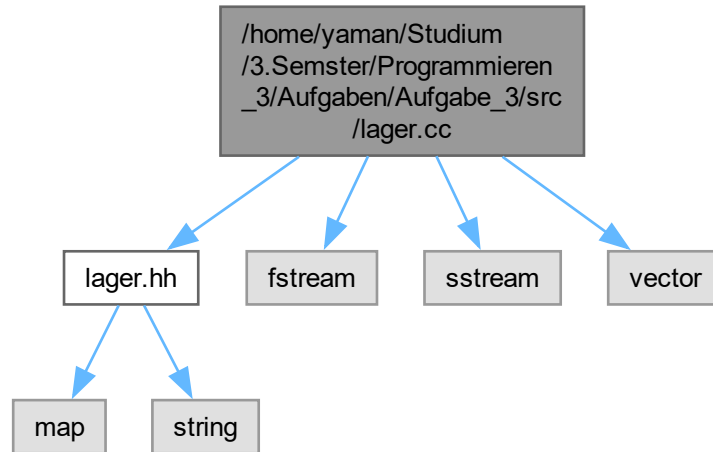 /home/yaman/Studium
/3.Semster/Programmieren
_3/Aufgaben/Aufgabe_3/src
/lager.cc
lager.hh
fstream
sstream
vector
map
string